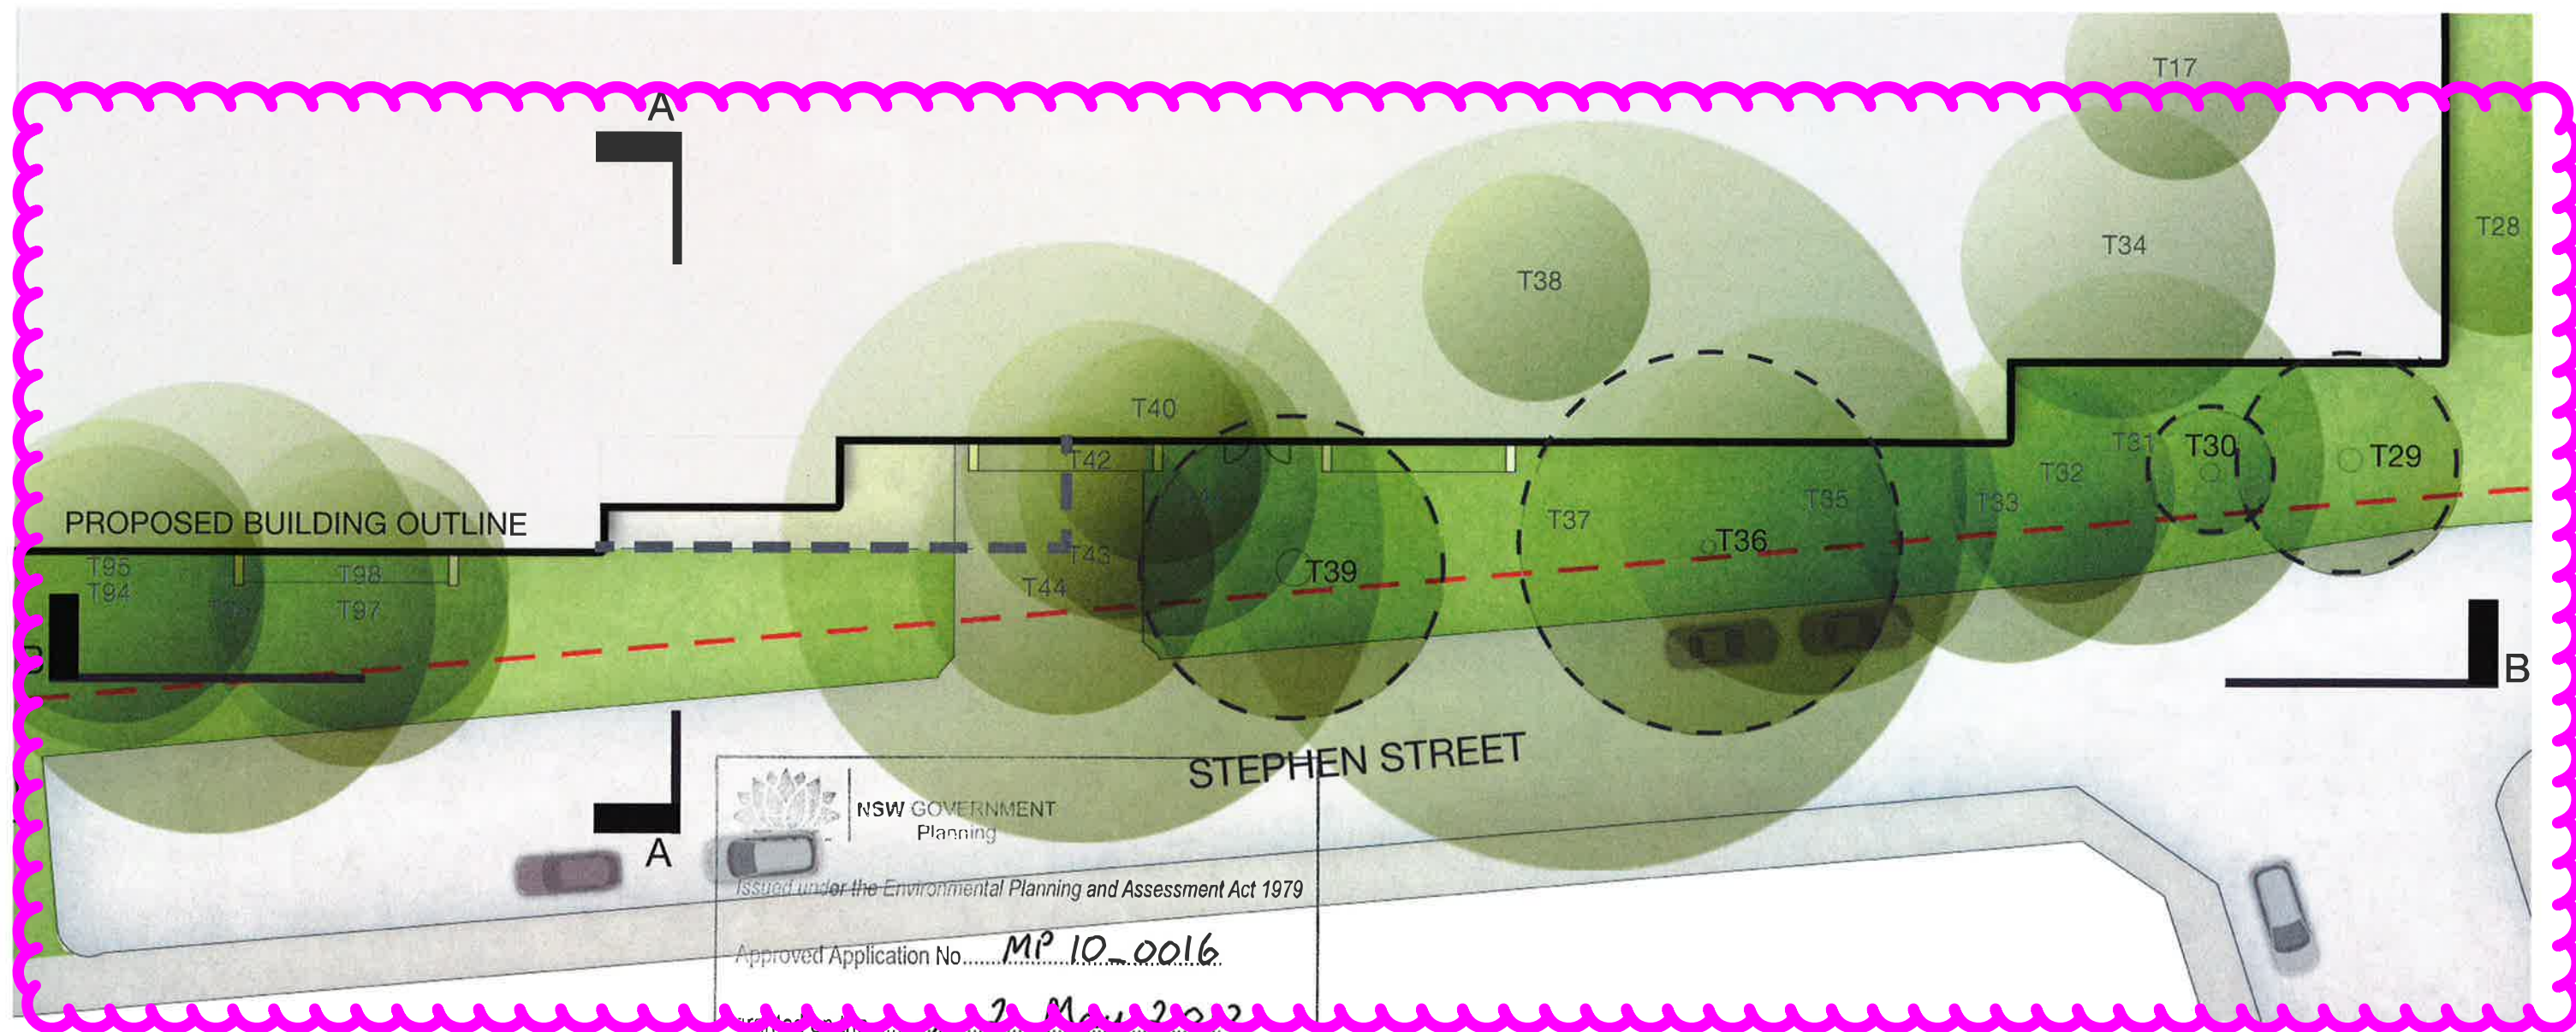 T17
A
T28
T34
T38
T40
T31
T30
T29
T42
T32
T33
T35
T37
T36
PROPOSED BUILDING OUTLINE
T43
T39
T44
T95
T98
T94
T97
B
STEPHEN STREET
NSW GOVERNMENT
Planning
A
Issued under the Environmental Planning and Assessment Act 1979
Approved Application No. MP 10_0016